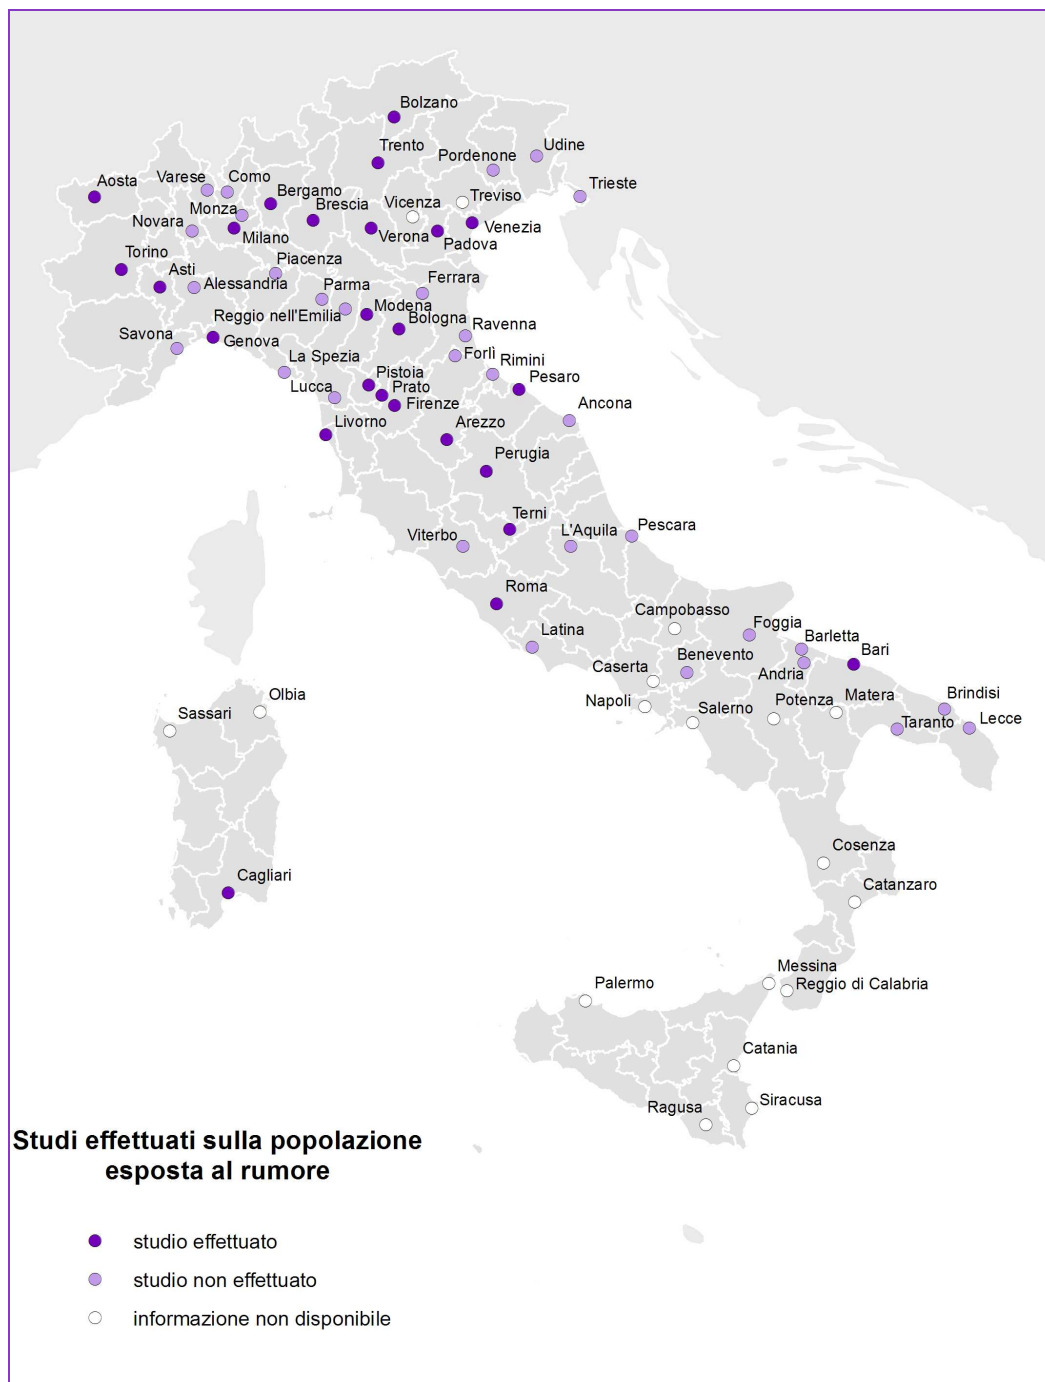 Bolzano
Trento
Udine
Pordenone
Trieste
Aosta
Varese
Como
Bergamo
Brescia
Monza
Novara
Milano
Vicenza
Treviso
Verona
Padova
Venezia
Torino
Asti
Alessandria
Piacenza
Parma
Ferrara
Reggio nell'Emilia
Modena
Bologna
Ravenna
Savona
Genova
La Spezia
Forlì
Rimini
Lucca
Pistoia
Prato
Firenze
Pesaro
Ancona
Livorno
Arezzo
Perugia
Terni
Viterbo
L'Aquila
Pescara
Roma
Latina
Campobasso
Foggia
Barletta
Bari
Andria
Benevento
Caserta
Napoli
Salerno
Potenza
Matera
Brindisi
Taranto
Lecce
Olbia
Sassari
Cagliari
Cosenza
Catanzaro
Messina
Reggio di Calabria
Palermo
Catania
Siracusa
Ragusa
Studi effettuati sulla popolazione
esposta al rumore
studio effettuato
studio non effettuato
informazione non disponibile